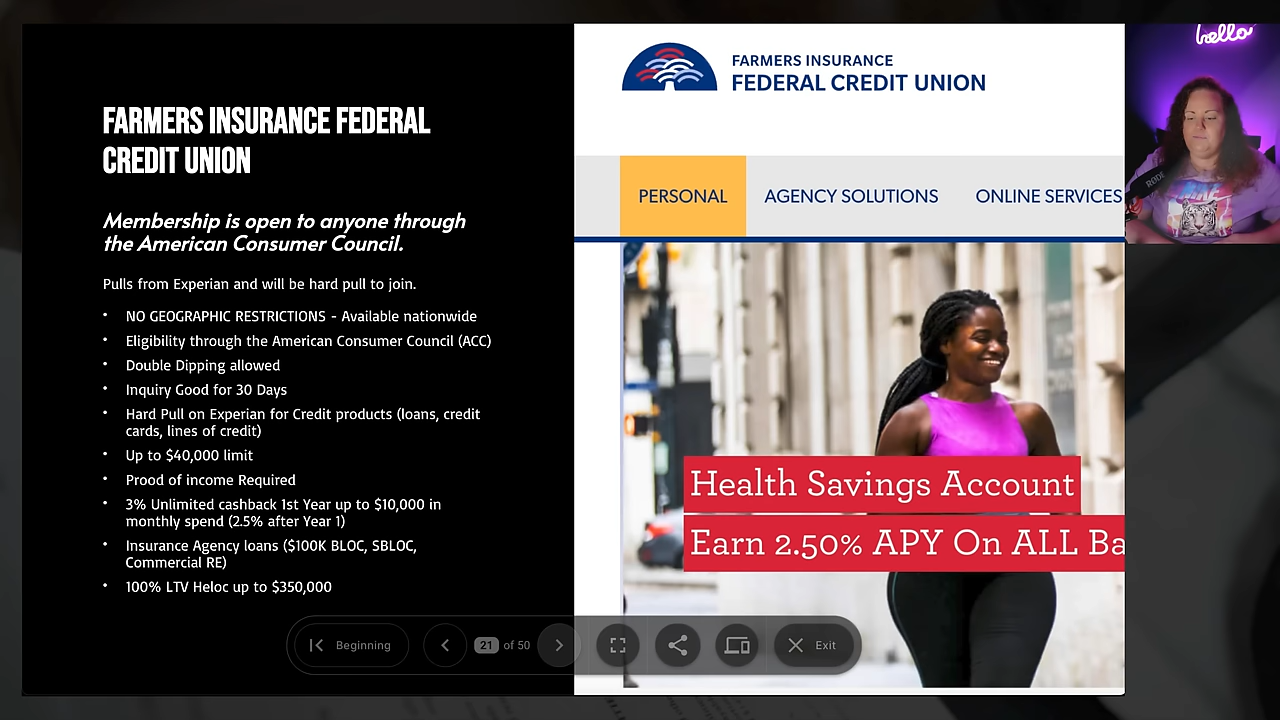 FARMERS INSURANCE FEDERAL
CREDIT UNION
Membership is open to anyone through
the American Consumer Council.
Pulls from Experian and will be hard pull to join.
• NO GEOGRAPHIC RESTRICTIONS - Available nationwide
• Eligibility through the American Consumer Council (ACC)
• Double Dipping allowed
• Inquiry Good for 30 Days
• Hard Pull on Experian for Credit products (loans, credit
cards, lines of credit)
• Up to $40,000 limit
• Prood of income Required
• 3% Unlimited cashback 1st Year up to $10,000 in
monthly spend (2.5% after Year 1)
• Insurance Agency loans ($100K BLOC, SBLOC,
Commercial RE)
• 100% LTV Heloc up to $350,000
FARMERS INSURANCE
FEDERAL CREDIT UNION
PERSONAL AGENCY SOLUTIONS ONLINE SERVICES
Health Savings Account
Earn 2.50% APY On ALL Ba
hello
RODE
Beginning 21 of 50 Exit